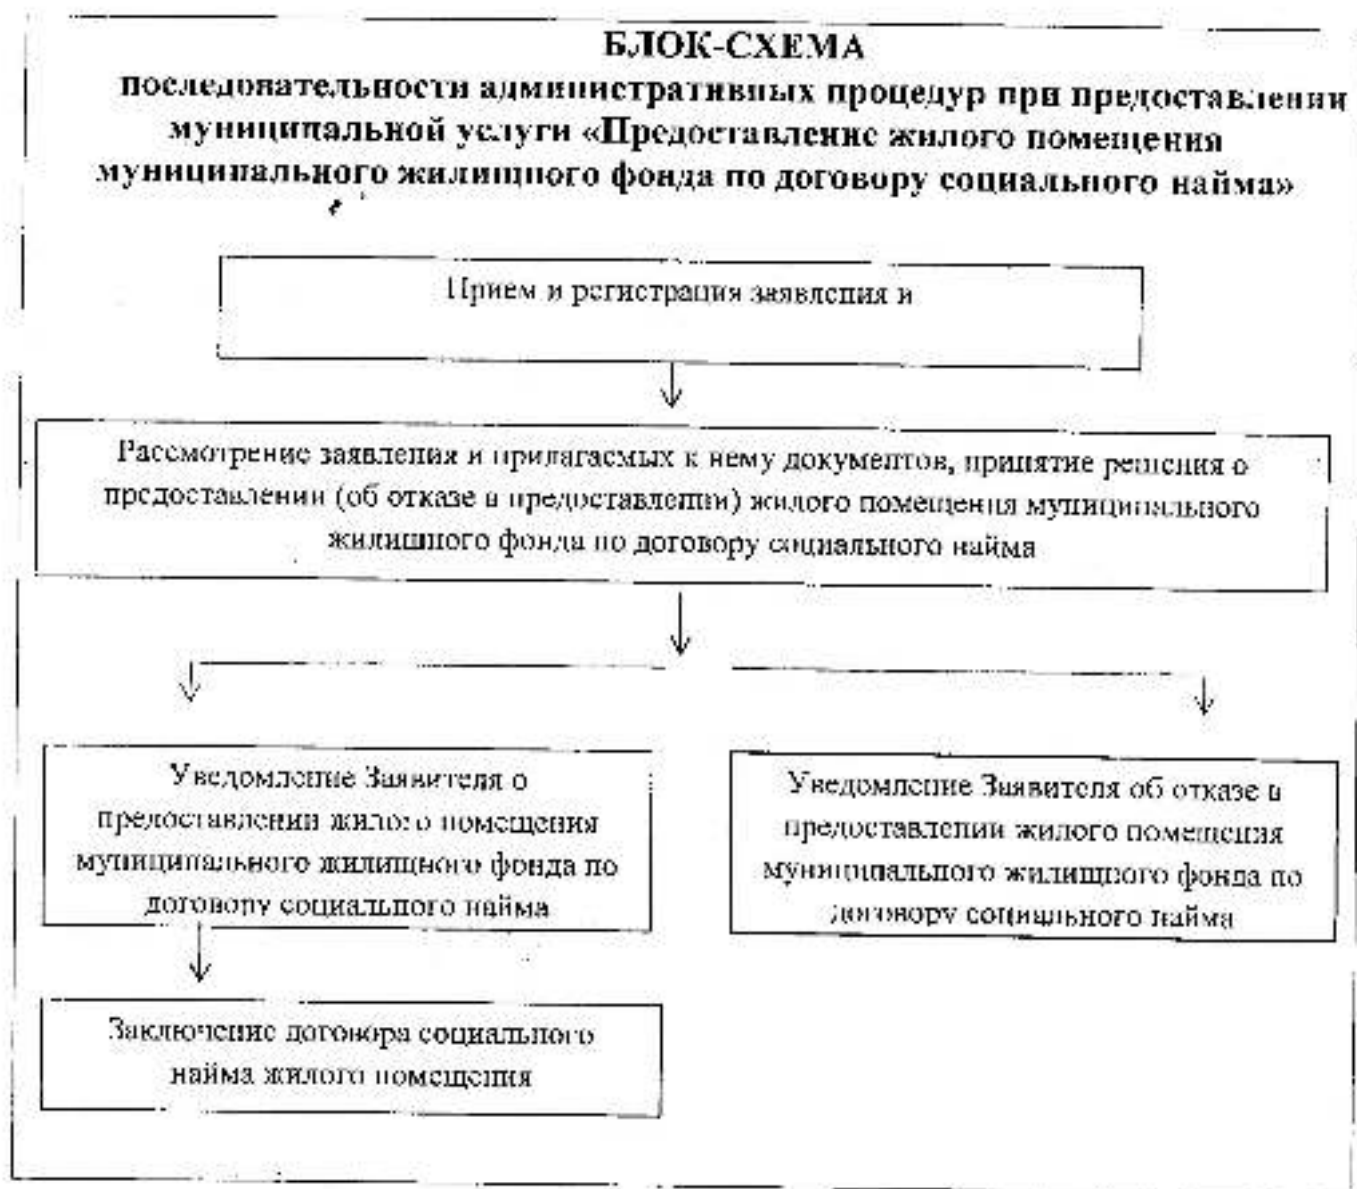 БЛОК-СХЕМА
последовательности административных процедур при предоставлении
муниципальной услуги «Предоставление жилого помещения
муниципального жилищного фонда по договору социального найма»
Прием и регистрация заявления и
Рассмотрение заявления и прилагаемых к нему документов, принятие решения о
предоставлении (об отказе в предоставлении) жилого помещения муниципального
жилищного фонда по договору социального найма
Уведомление Заявителя о
предоставлении жилого помещения
муниципального жилищного фонда по
договору социального найма
Уведомление Заявителя об отказе в
предоставлении жилого помещения
муниципального жилищного фонда по
договору социального найма
Заключение договора социального
найма жилого помещения